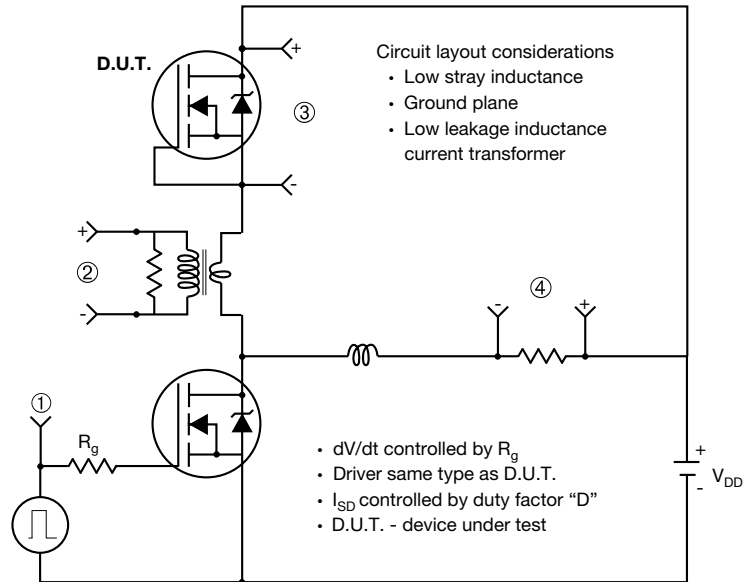 D.U.T.
+
Circuit layout considerations
• Low stray inductance
• Ground plane
• Low leakage inductance
current transformer
③
-
+
②
-
④
-
+
①
Rg
• dV/dt controlled by Rg
• Driver same type as D.U.T.
• ISD controlled by duty factor “D”
• D.U.T. - device under test
+
VDD
-